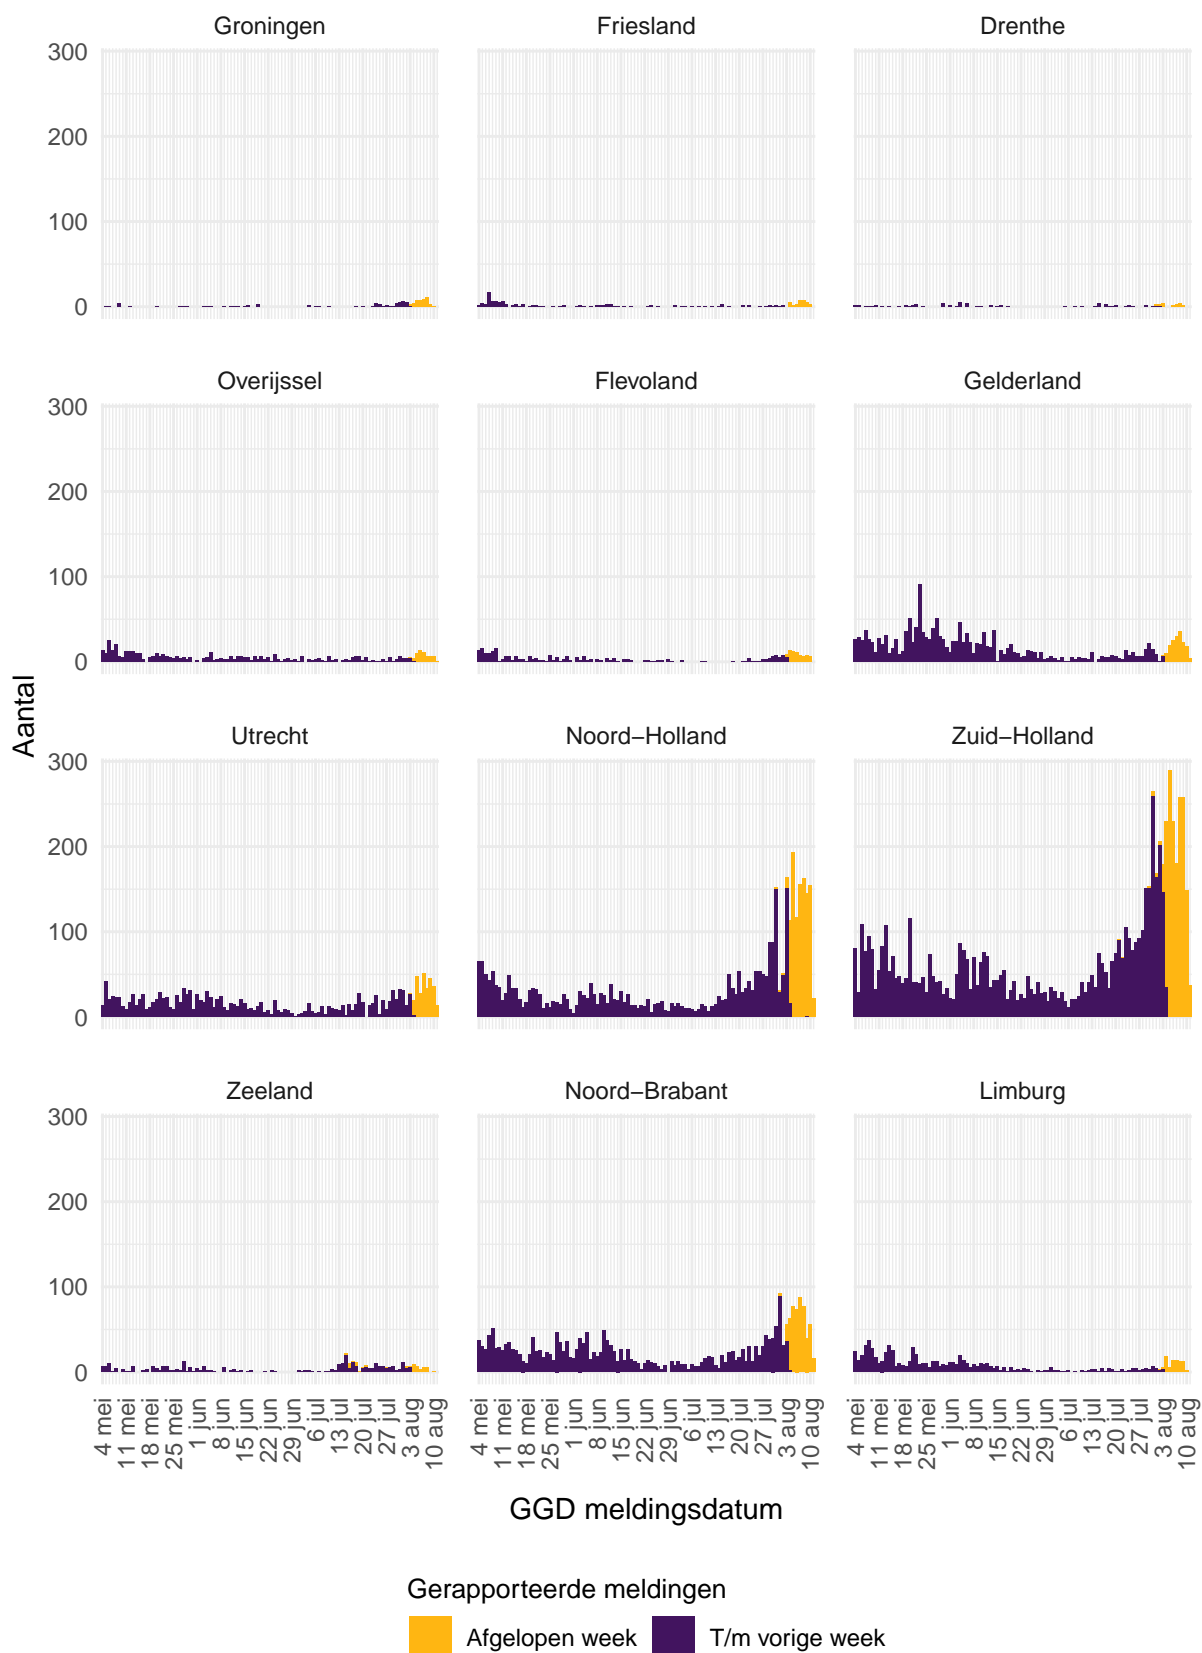 Groningen Friesland Drenthe
300
200
100
0
Overijssel Flevoland Gelderland
300
200
100
0
Aantal
Utrecht Noord–Holland Zuid–Holland
300
200
100
0
Zeeland Noord–Brabant Limburg
300
200
100
0
4 mei 11 mei 18 mei 25 mei 1 jun 8 jun 15 jun 22 jun 29 jun 6 jul 13 jul 20 jul 27 jul 3 aug 10 aug
4 mei 11 mei 18 mei 25 mei 1 jun 8 jun 15 jun 22 jun 29 jun 6 jul 13 jul 20 jul 27 jul 3 aug 10 aug
4 mei 11 mei 18 mei 25 mei 1 jun 8 jun 15 jun 22 jun 29 jun 6 jul 13 jul 20 jul 27 jul 3 aug 10 aug
GGD meldingsdatum
Gerapporteerde meldingen
Afgelopen week T/m vorige week